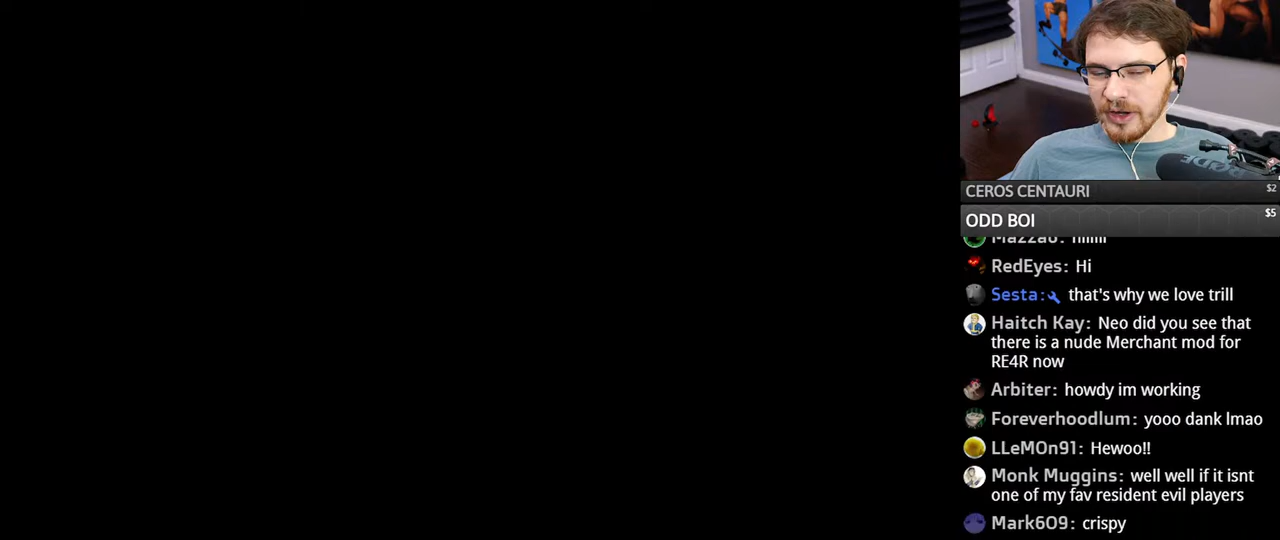 RODE
CEROS CENTAURI $2
ODD BOI $5
RedEyes: Hi
Sesta: that's why we love trill
Haitch Kay: Neo did you see that
there is a nude Merchant mod for
RE4R now
Arbiter: howdy im working
Foreverhoodlum: yooo dank lmao
LLeMOn91: Hewoo!!
Monk Muggins: well well if it isnt
one of my fav resident evil players
Mark609: crispy